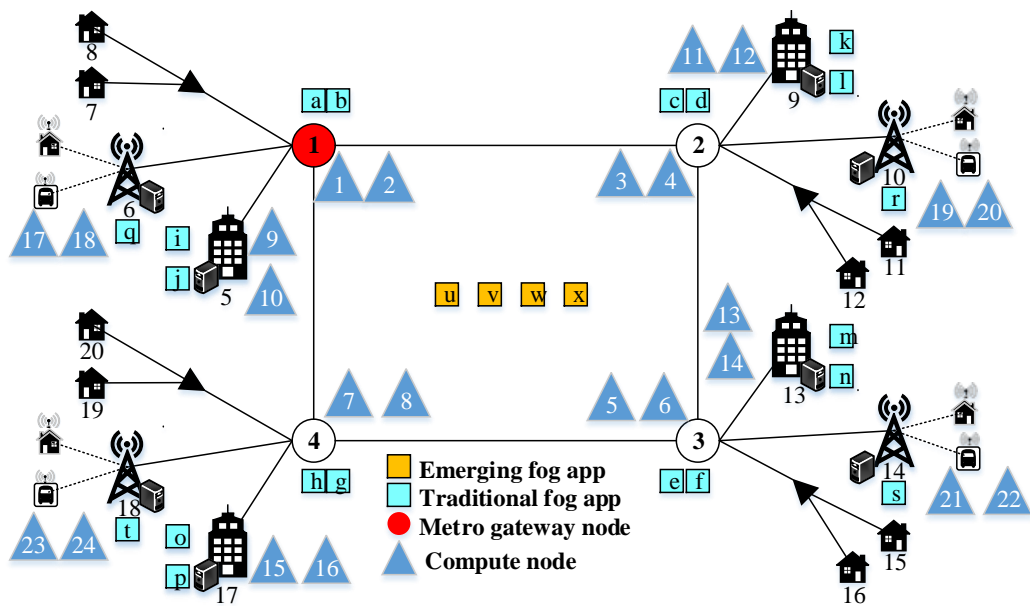 8
7
a b
1
1 2
6
q
17 18
i
j
5
9
10
11 12
9
k
l
c d
2
3 4
10
r
19 20
11
12
u v w x
20
19
7 8
4
h g
18
t
23 24
o
p
17
15 16
13
14
m
n
13
5 6
3
e f
14
s
21 22
15
16
Emerging fog app
Traditional fog app
Metro gateway node
Compute node